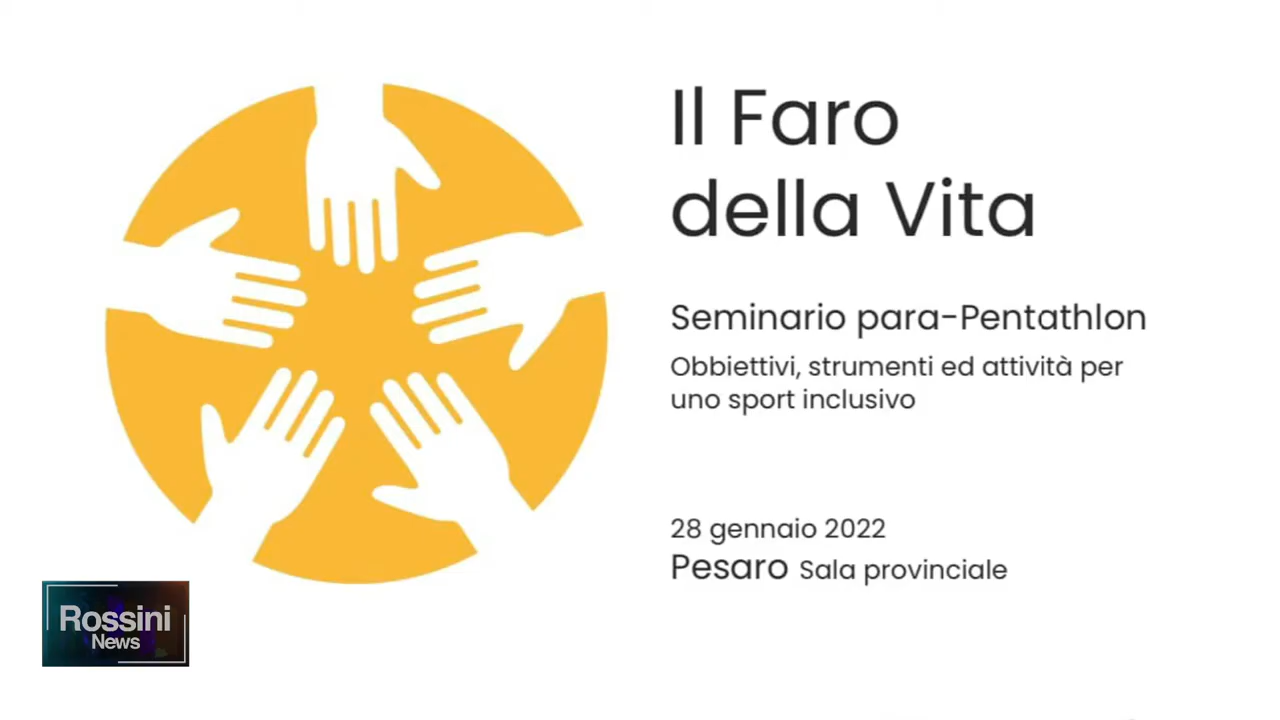 Il Faro
della Vita
Seminario para-Pentathlon
Obbiettivi, strumenti ed attività per
uno sport inclusivo
28 gennaio 2022
Pesaro Sala provinciale
Rossini
News